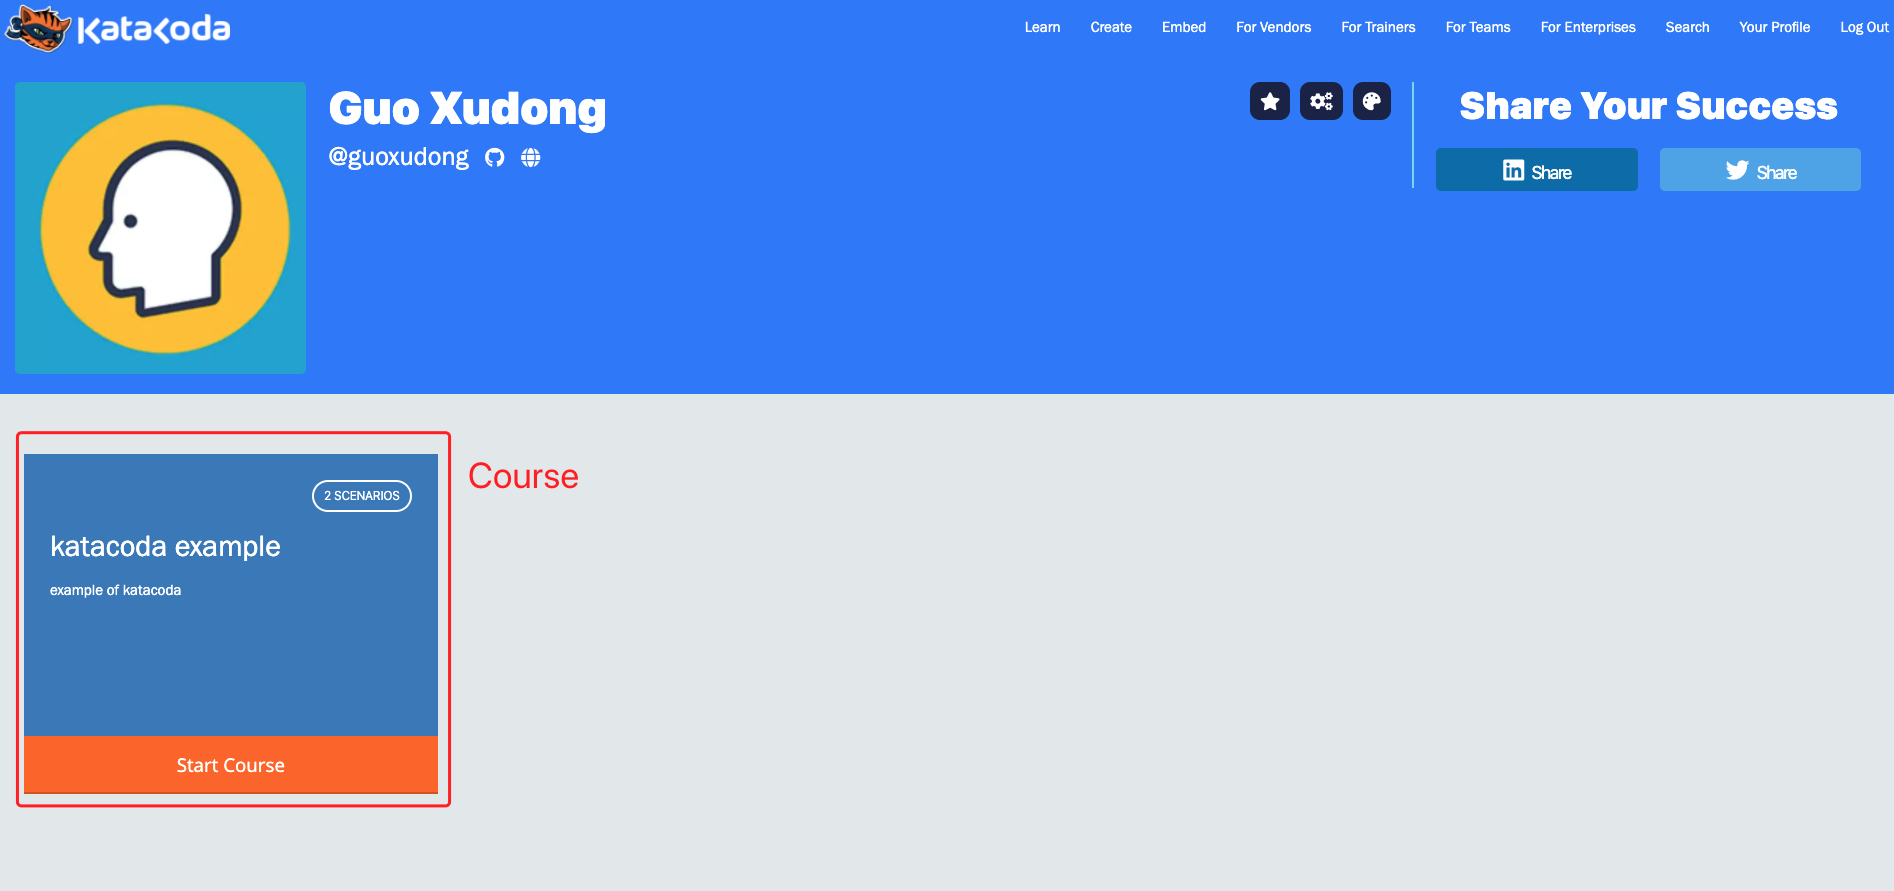 Katacoda
Learn Create Embed For Vendors For Trainers For Teams For Enterprises Search Your Profile Log Out
Guo Xudong
@guoxudong
Share Your Success
Share
Share
2 SCENARIOS
katacoda example
example of katacoda
Start Course
Course